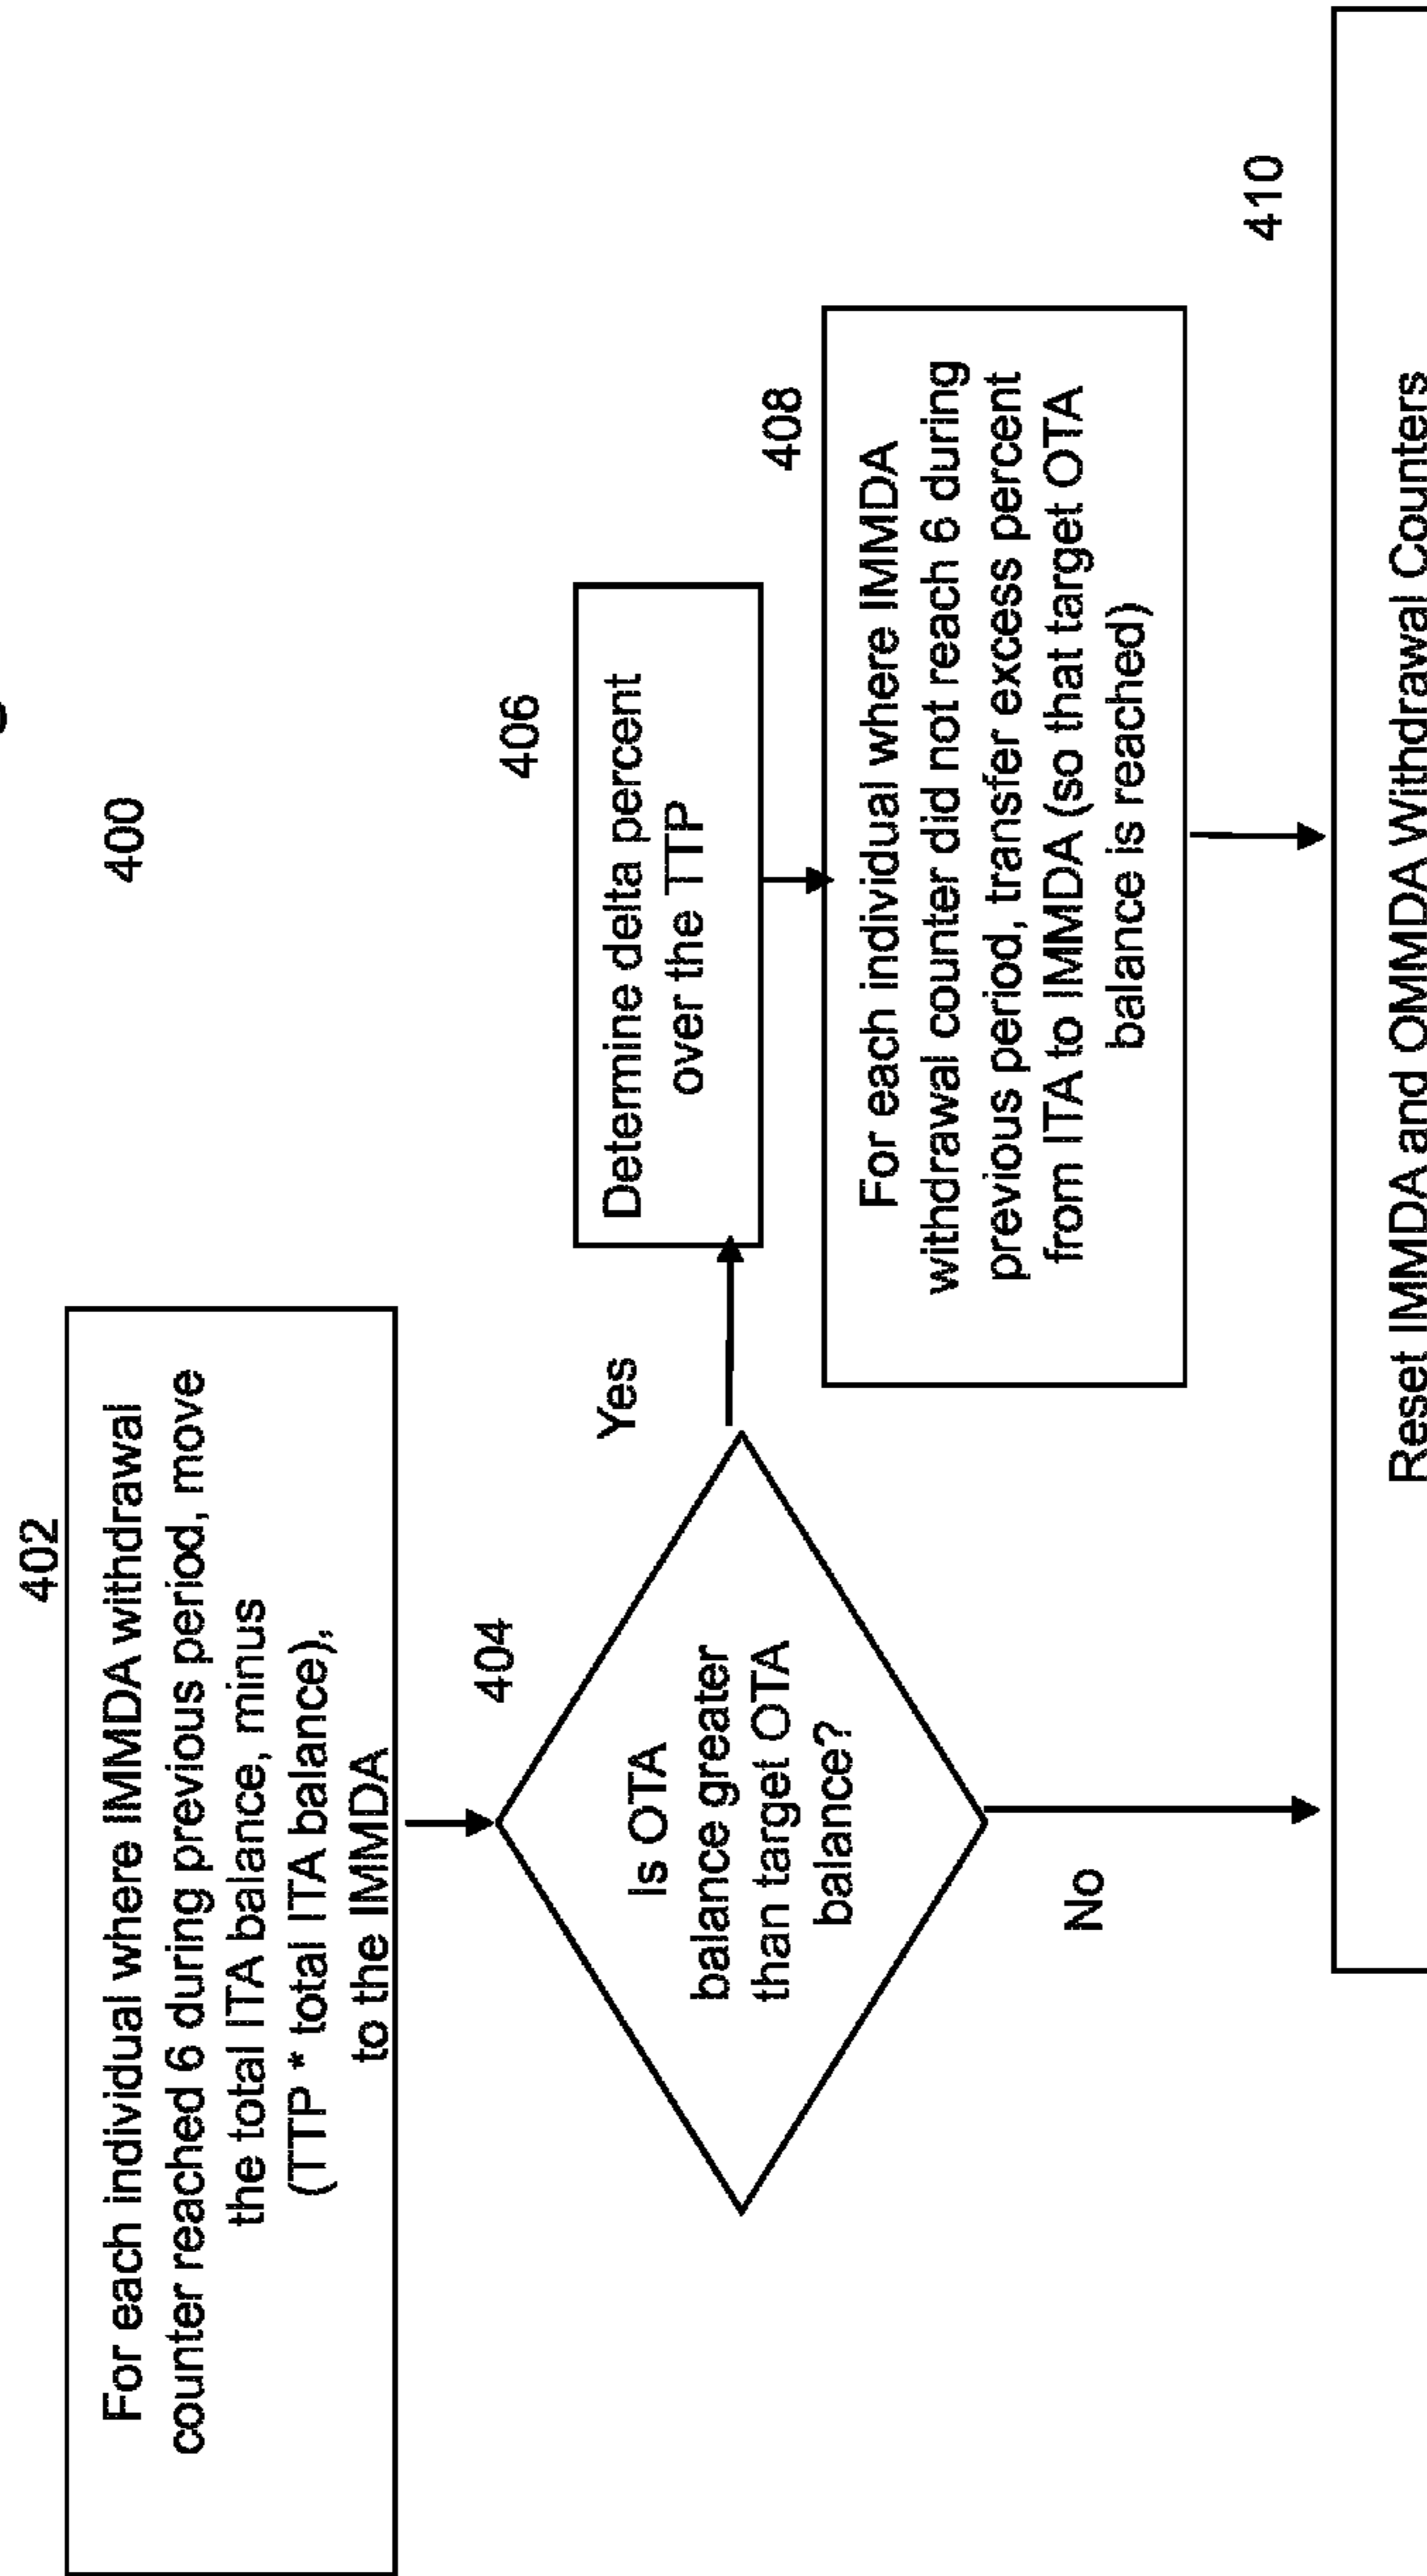 400
402
For each individual where IMMDA withdrawal
counter reached 6 during previous period, move
the total ITA balance, minus
(TTP * total ITA balance),
to the IMMDA
404
Is OTA
balance greater
than target OTA
balance?
Yes
No
406
Determine delta percent
over the TTP
408
For each individual where IMMDA
withdrawal counter did not reach 6 during
previous period, transfer excess percent
from ITA to IMMDA (so that target OTA
balance is reached)
410
Reset IMMDA and OMMDA Withdrawal Counters